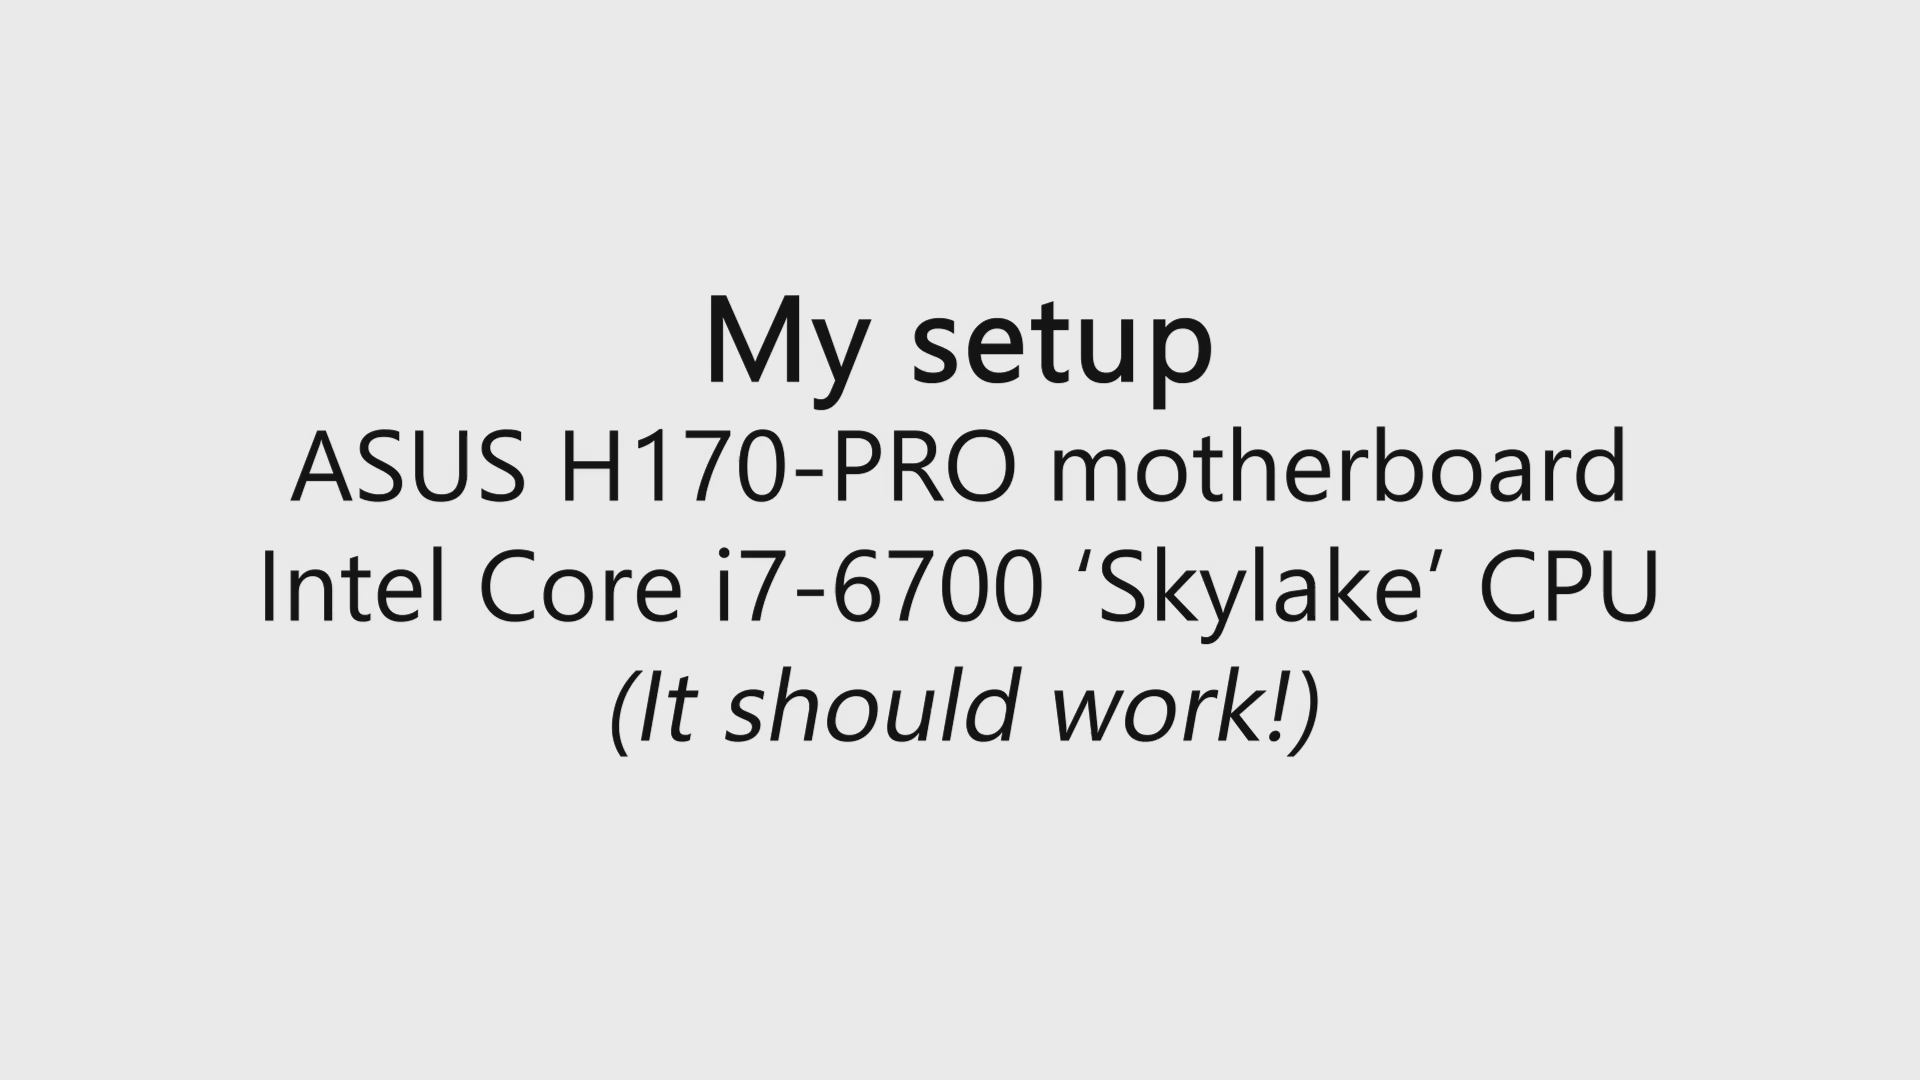 My setup
ASUS H170-PRO motherboard
Intel Core i7-6700 ‘Skylake’ CPU
(It should work!)